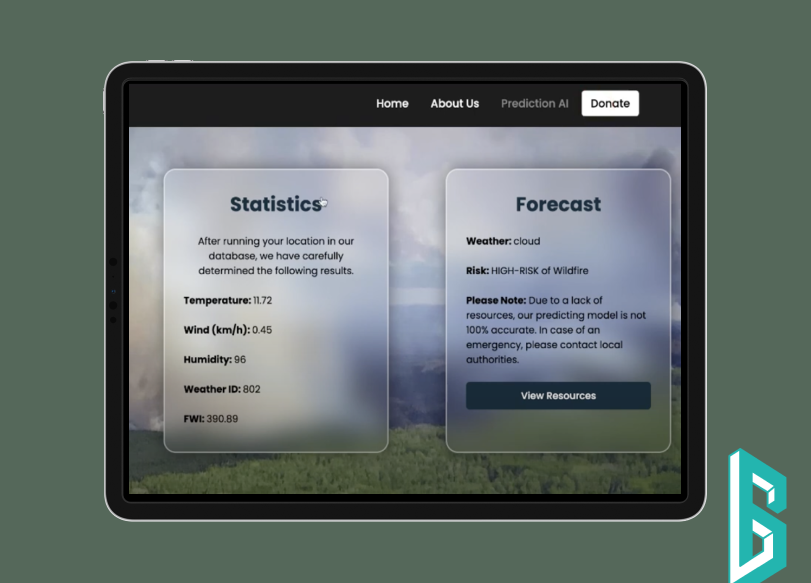 Home About Us Prediction AI Donate
Statistics
After running your location in our
database, we have carefully
determined the following results.
Temperature: 11.72
Wind (km/h): 0.45
Humidity: 96
Weather ID: 802
FWI: 390.89
Forecast
Weather: cloud
Risk: HIGH-RISK of Wildfire
Please Note: Due to a lack of
resources, our predicting model is not
100% accurate. In case of an
emergency, please contact local
authorities.
View Resources